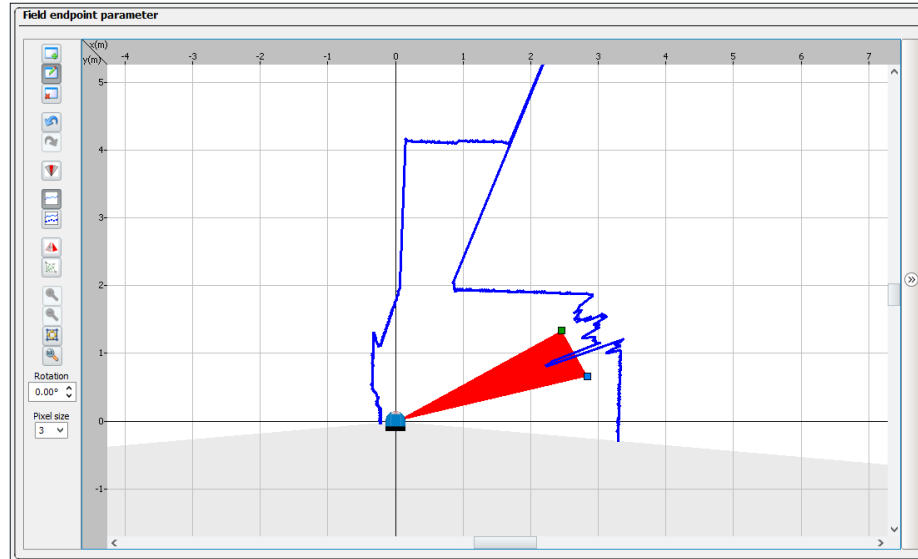 Field endpoint parameter
x(m)
y(m)
-4 -3 -2 -1 0 1 2 3 4 5 6 7
5
4
3
2
1
0
-1
Rotation
0.00°
Pixel size
3